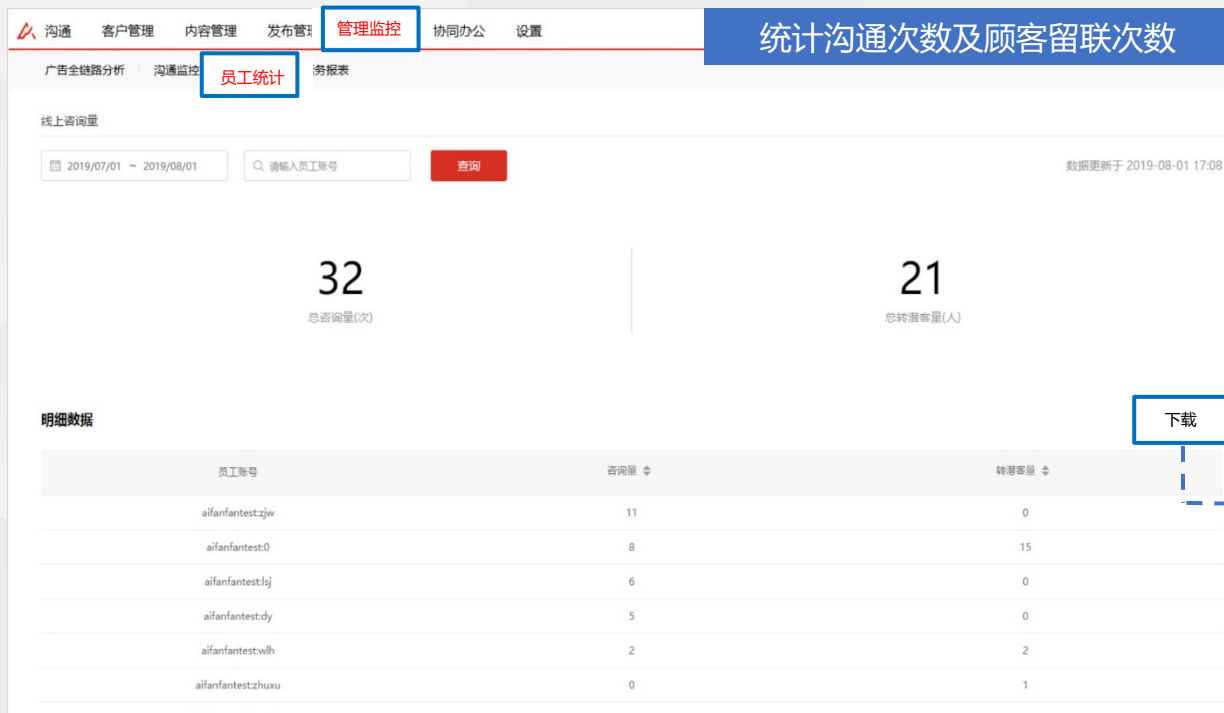 沟通 客户管理 内容管理 发布管 管理监控 协同办公 设置
统计沟通次数及顾客留联次数
广告全链路分析 沟通监控 员工统计 务报表
线上咨询量
2019/07/01 ~ 2019/08/01 请输入员工账号 查询 数据更新于 2019-08-01 17:08
32 21
总咨询量(次) 总转潜客量(人)
明细数据 下载
员工账号 咨询量 转潜客量
aifanfantest:zjw 11 0
aifanfantest:0 8 15
aifanfantest:lsj 6 0
aifanfantest:dy 5 0
aifanfantest:wlh 2 2
aifanfantest:zhuxu 0 1